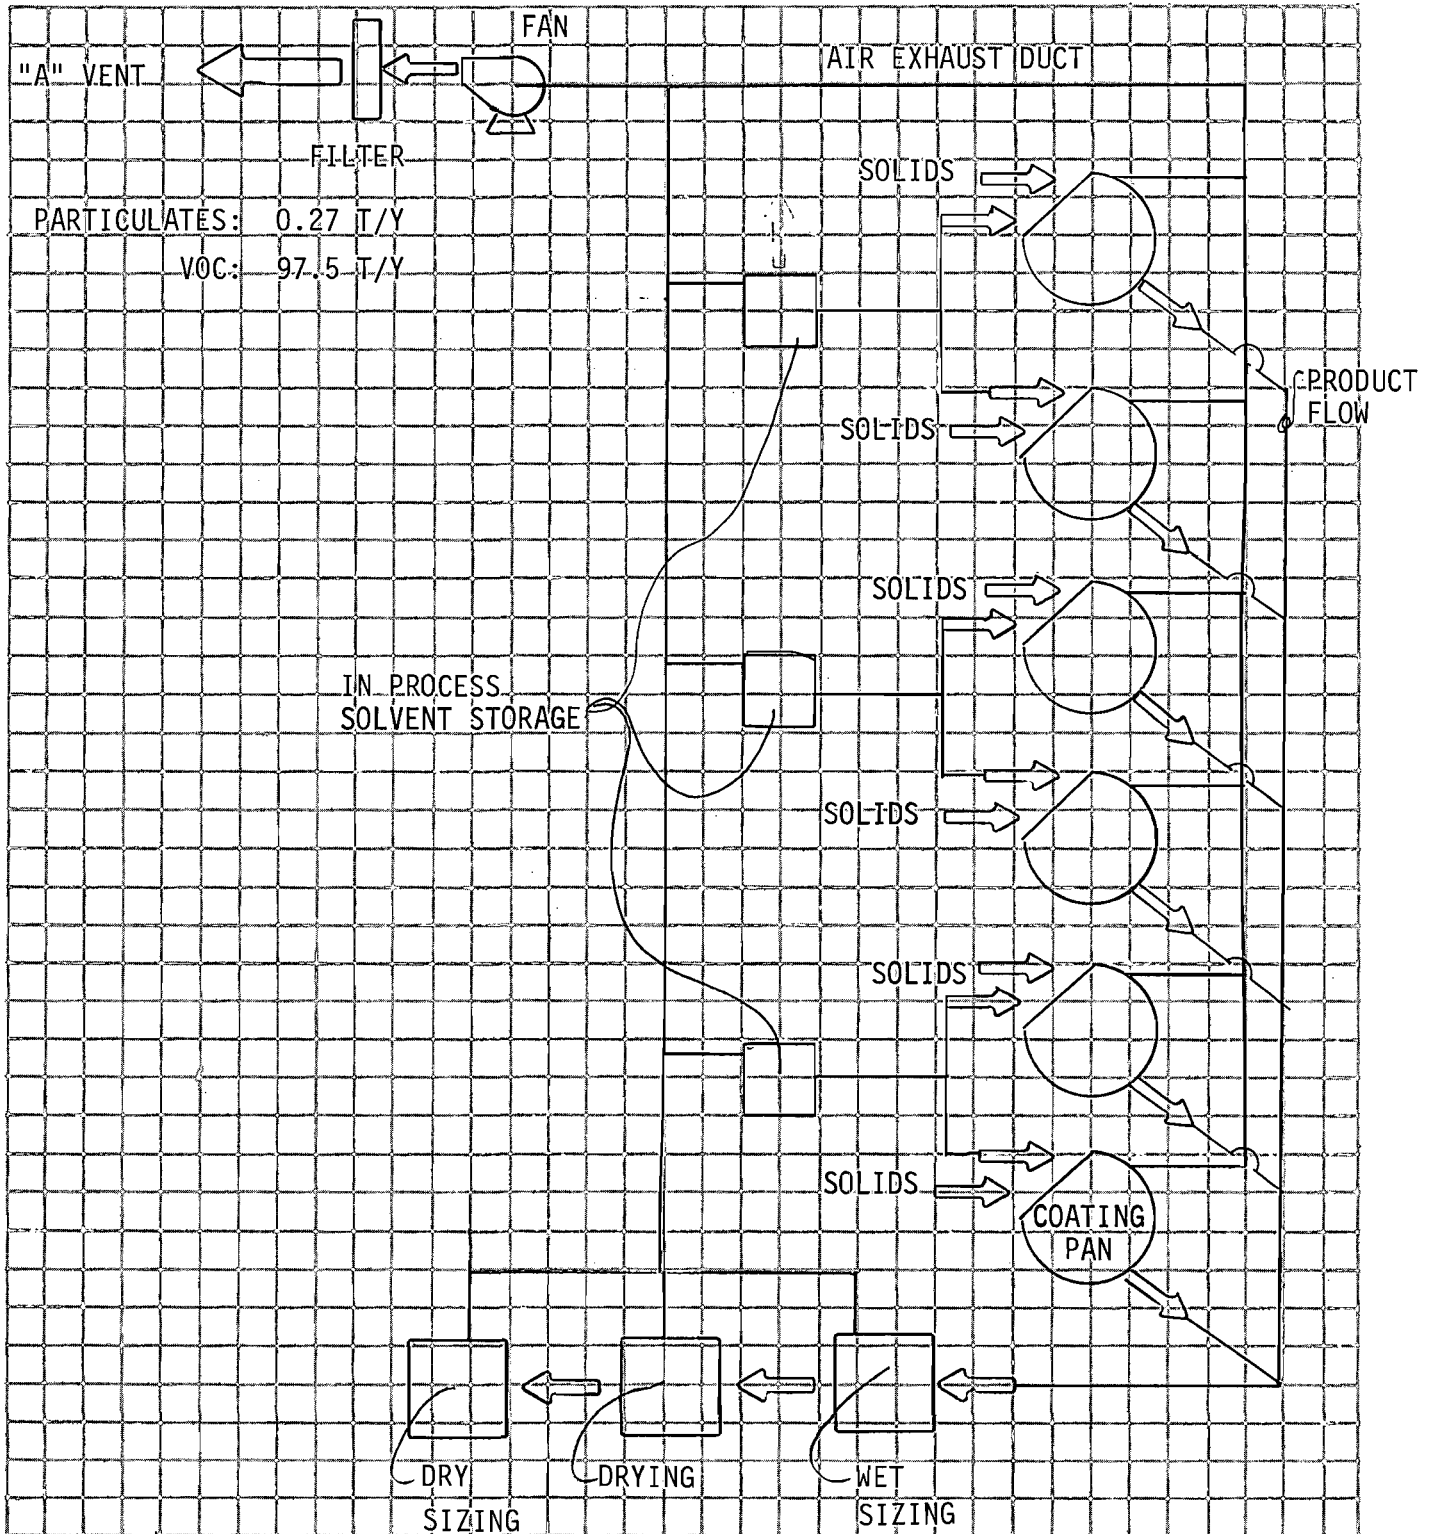 FAN
AIR EXHAUST DUCT
"A" VENT
FILTER
SOLIDS
PARTICULATES: 0.27 T/Y
VOC: 97.5 T/Y
PRODUCT
FLOW
SOLIDS
SOLIDS
IN PROCESS
SOLVENT STORAGE
SOLIDS
SOLIDS
SOLIDS
COATING
PAN
DRY
SIZING
DRYING
WET
SIZING